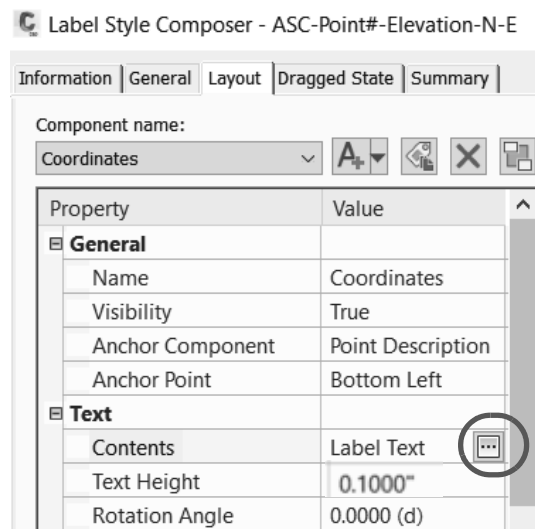 Label Style Composer - ASC-Point#-Elevation-N-E
Information General Layout Dragged State Summary
Component name:
Coordinates
Property Value
General
Name Coordinates
Visibility True
Anchor Component Point Description
Anchor Point Bottom Left
Text
Contents Label Text ...
Text Height 0.1000"
Rotation Angle 0.0000 (d)